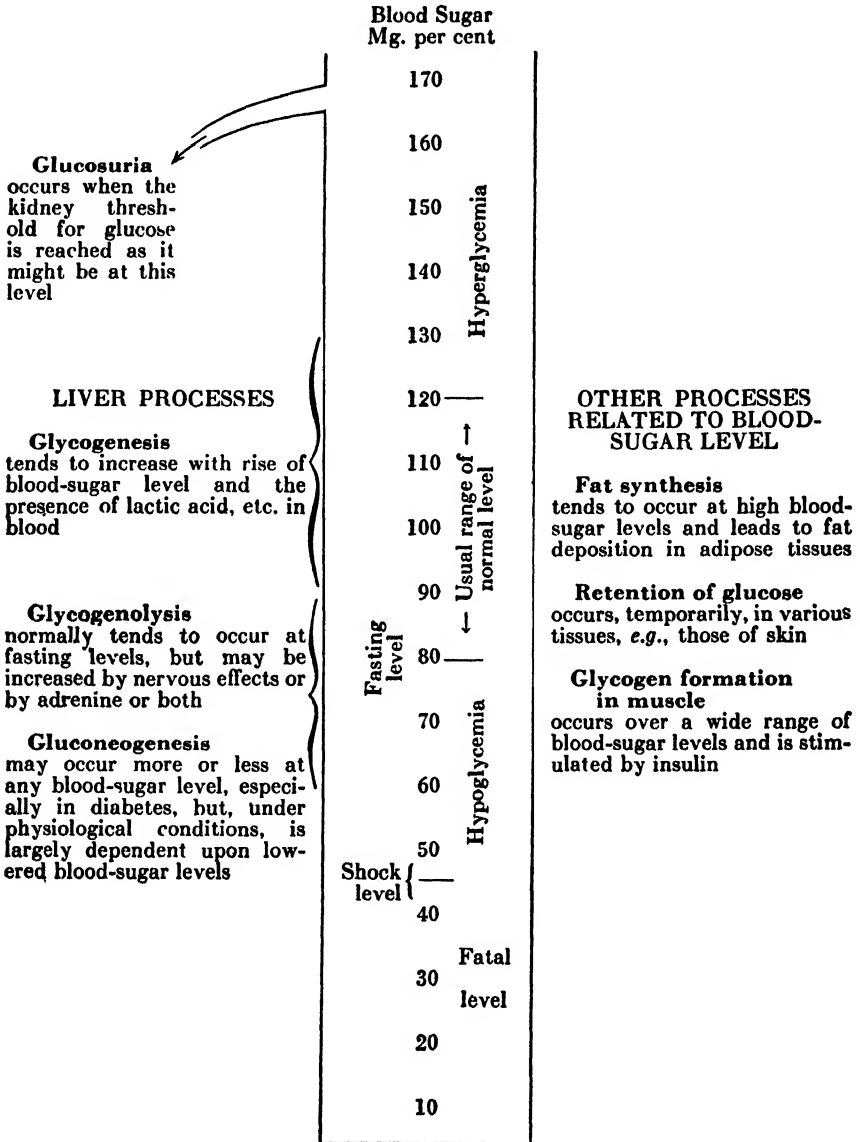 Blood Sugar
Mg. per cent
170
160
150
140
130
120
110
100
90
80
70
60
50
40
30
20
10
Hyperglycemia
← Usual range of →
normal level
Fasting
level
Hypoglycemia
Shock
level
Fatal
level
Glucosuria
occurs when the
kidney thresh-
old for glucose
is reached as it
might be at this
level
LIVER PROCESSES
Glycogenesis
tends to increase with rise of
blood-sugar level and the
presence of lactic acid, etc. in
blood
Glycogenolysis
normally tends to occur at
fasting levels, but may be
increased by nervous effects or
by adrenine or both
Gluconeogenesis
may occur more or less at
any blood-sugar level, especi-
ally in diabetes, but, under
physiological conditions, is
largely dependent upon low-
ered blood-sugar levels
OTHER PROCESSES
RELATED TO BLOOD-
SUGAR LEVEL
Fat synthesis
tends to occur at high blood-
sugar levels and leads to fat
deposition in adipose tissues
Retention of glucose
occurs, temporarily, in various
tissues, e.g., those of skin
Glycogen formation
in muscle
occurs over a wide range of
blood-sugar levels and is stim-
ulated by insulin